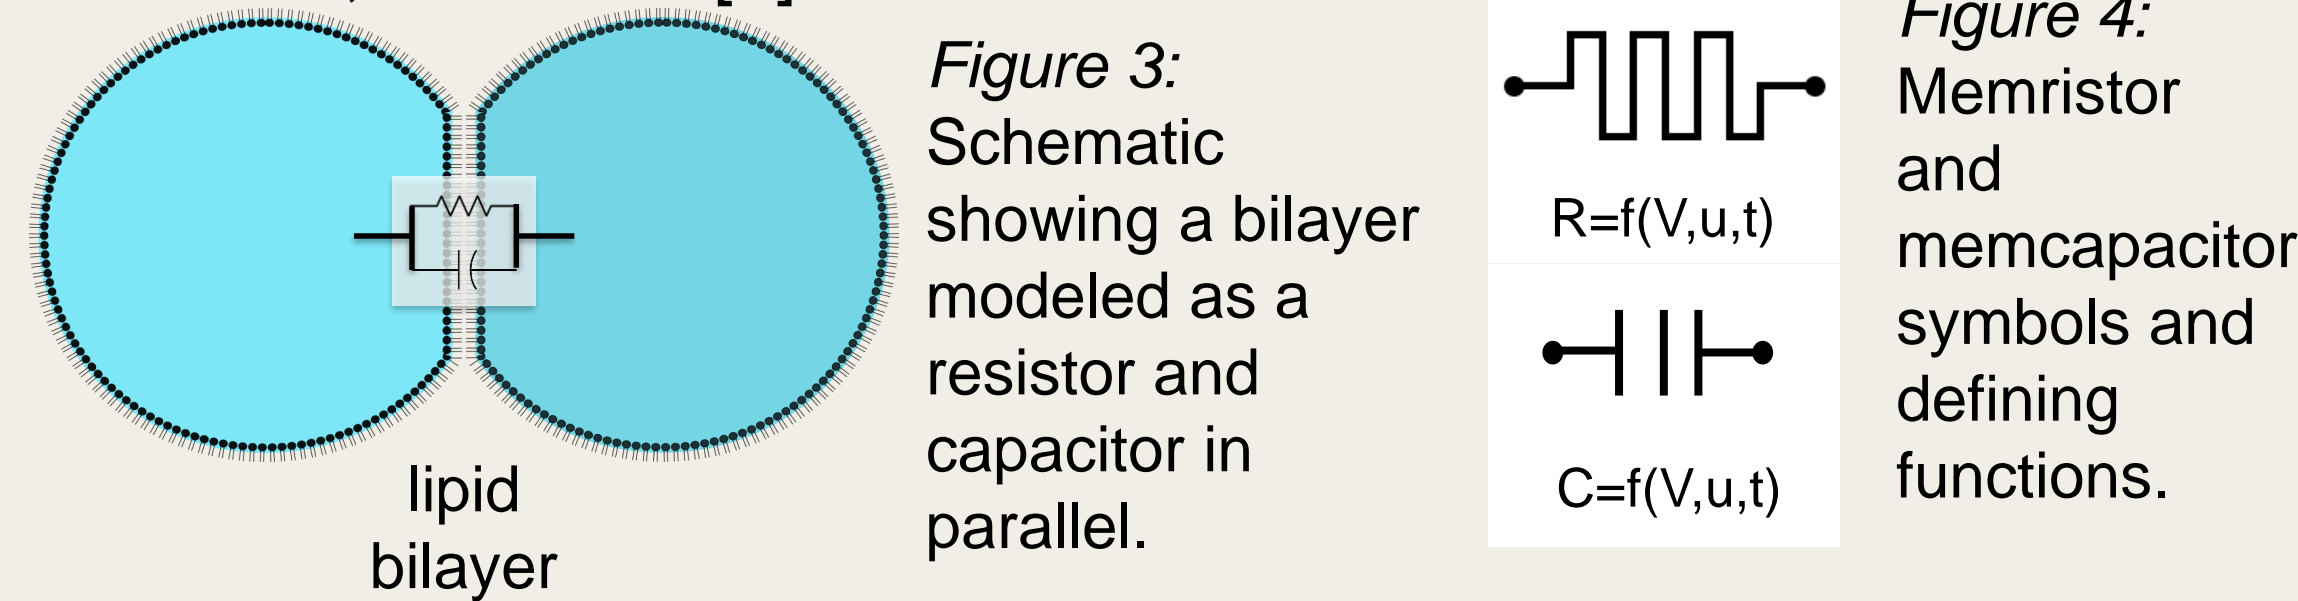 lipid
bilayer
Figure 3:
Schematic
showing a bilayer
modeled as a
resistor and
capacitor in
parallel.
R=f(V,u,t)
C=f(V,u,t)
Figure 4:
Memristor
and
memcapacitor
symbols and
defining
functions.